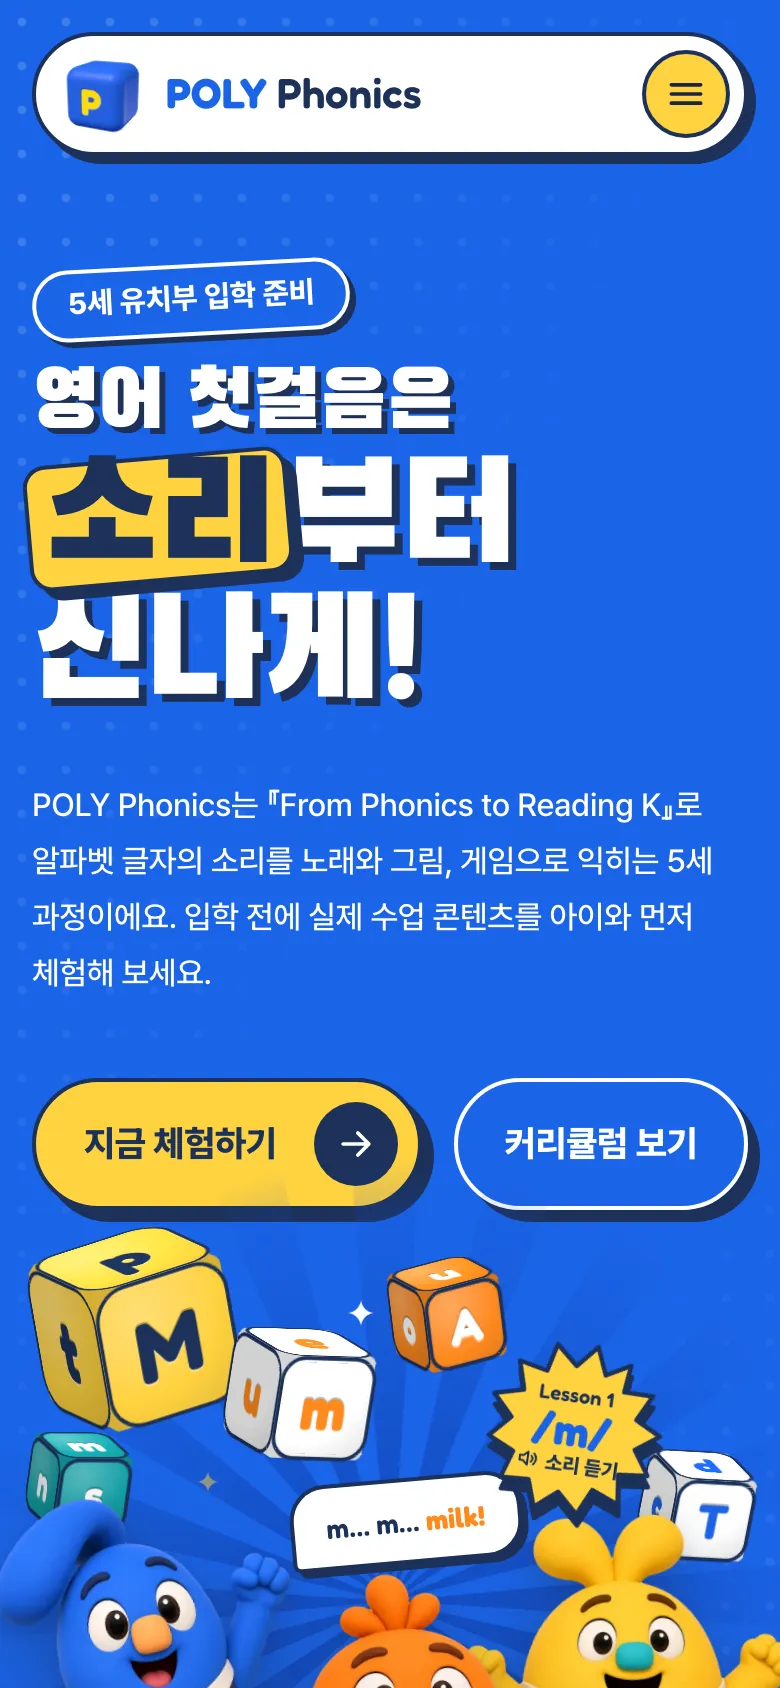 P
POLY Phonics
5세 유치부 입학 준비
영어 첫걸음은
소리부터
신나게!
POLY Phonics는 『From Phonics to Reading K』로
알파벳 글자의 소리를 노래와 그림, 게임으로 익히는 5세
과정이에요. 입학 전에 실제 수업 콘텐츠를 아이와 먼저
체험해 보세요.
지금 체험하기
커리큘럼 보기
P
t
M
e
u
m
n
o
A
Lesson 1
/m/
소리 듣기
m
n
s
m... m... milk!
d
T